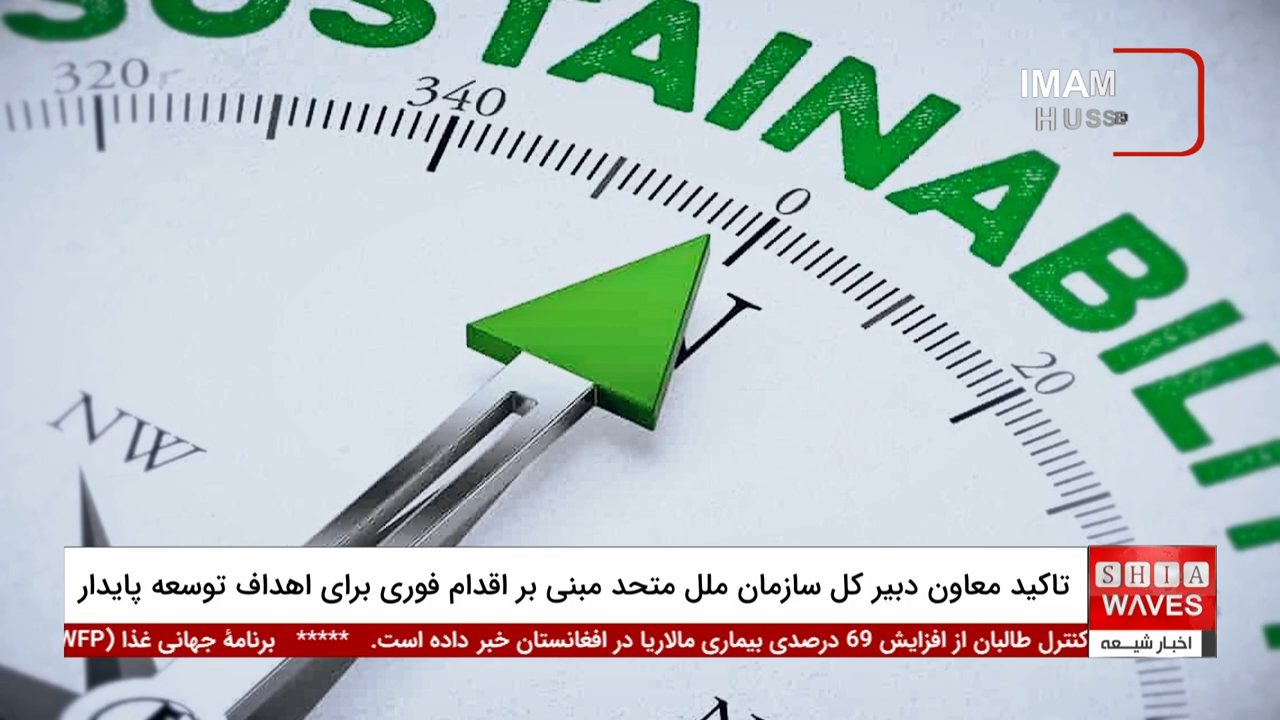 SUSTAINABILI
320
340
0
20
NW
IMAM
HUSS
تاکید معاون دبیر کل سازمان ملل متحد مبنی بر اقدام فوری برای اهداف توسعه پایدار
SHIA
WAVES
اخبار شیعه
کنترل طالبان از افزایش 69 درصدی بیماری مالاریا در افغانستان خبر داده است. ***** برنامهٔ جهانی غذا (WFP